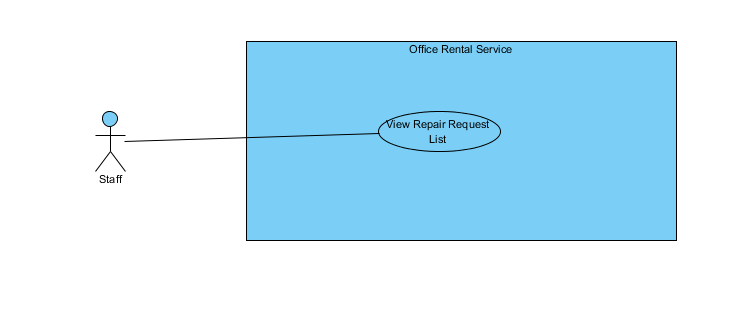 Office Rental Service
View Repair Request
List
Staff